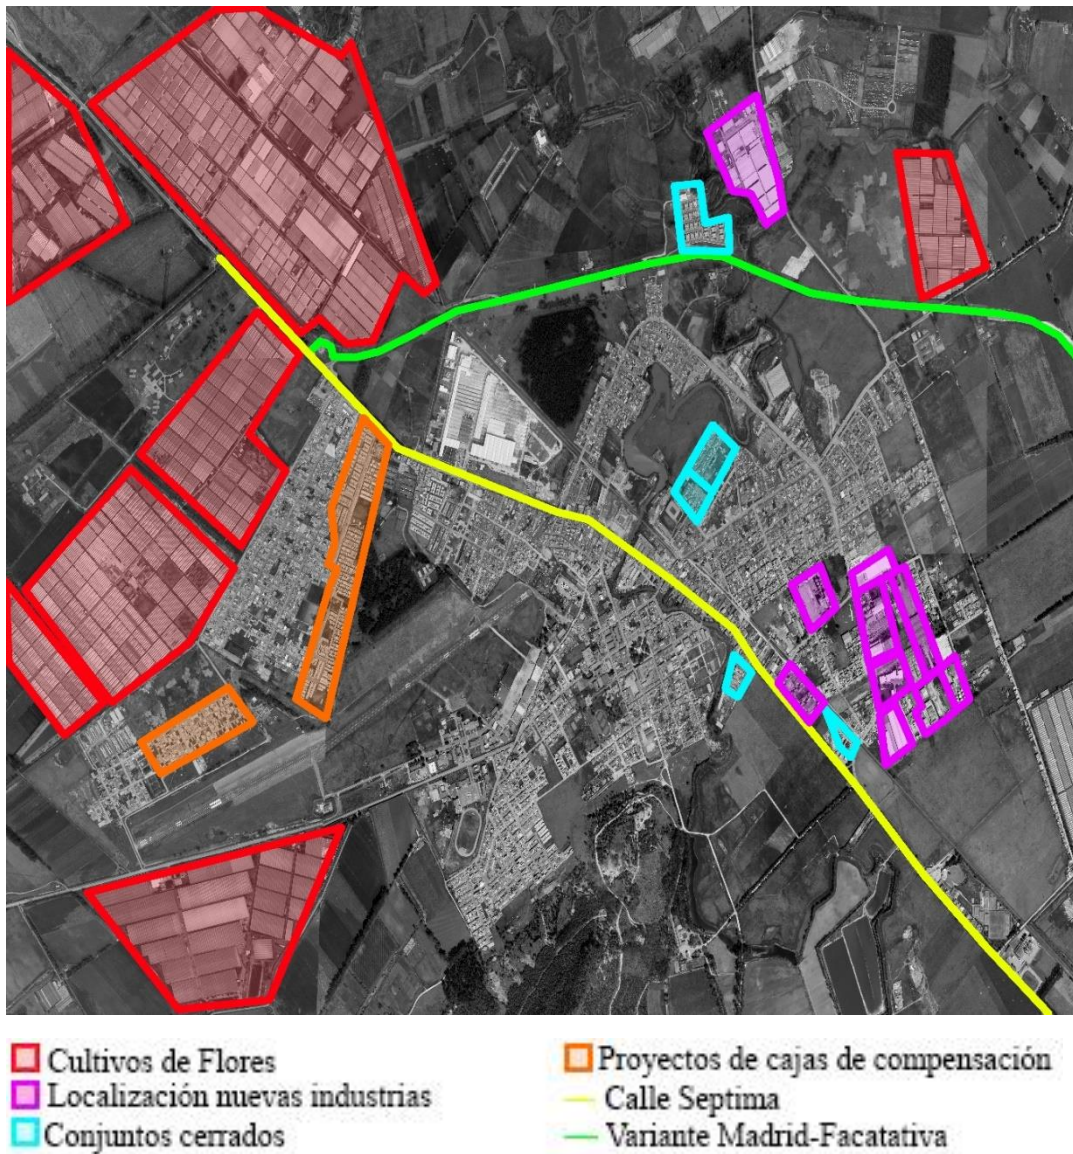 Cultivos de Flores
Localización nuevas industrias
Conjuntos cerrados
Proyectos de cajas de compensación
Calle Septima
Variante Madrid-Facatativa